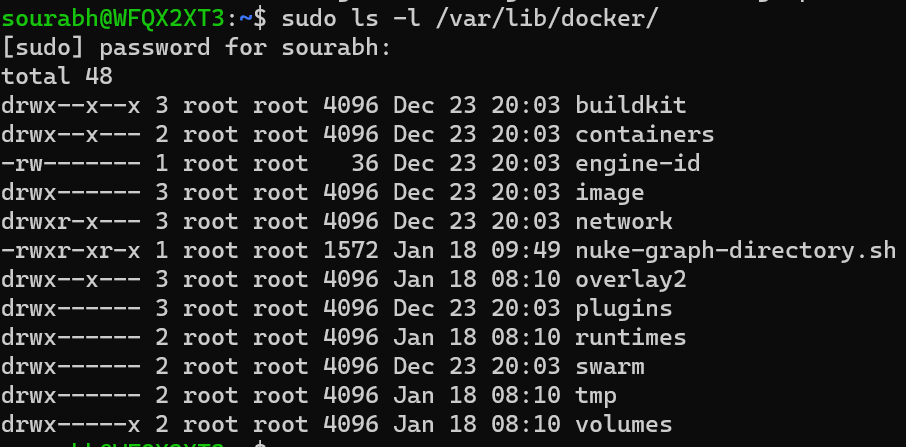 sourabh@WFQX2XT3:~$ sudo ls -l /var/lib/docker/
[sudo] password for sourabh:
total 48
drwx--x--x 3 root root 4096 Dec 23 20:03 buildkit
drwx--x--- 2 root root 4096 Dec 23 20:03 containers
-rw------- 1 root root   36 Dec 23 20:03 engine-id
drwx------ 3 root root 4096 Dec 23 20:03 image
drwxr-x--- 3 root root 4096 Dec 23 20:03 network
-rwxr-xr-x 1 root root 1572 Jan 18 09:49 nuke-graph-directory.sh
drwx--x--- 3 root root 4096 Jan 18 08:10 overlay2
drwx------ 3 root root 4096 Dec 23 20:03 plugins
drwx------ 2 root root 4096 Jan 18 08:10 runtimes
drwx------ 2 root root 4096 Dec 23 20:03 swarm
drwx------ 2 root root 4096 Jan 18 08:10 tmp
drwx-----x 2 root root 4096 Jan 18 08:10 volumes